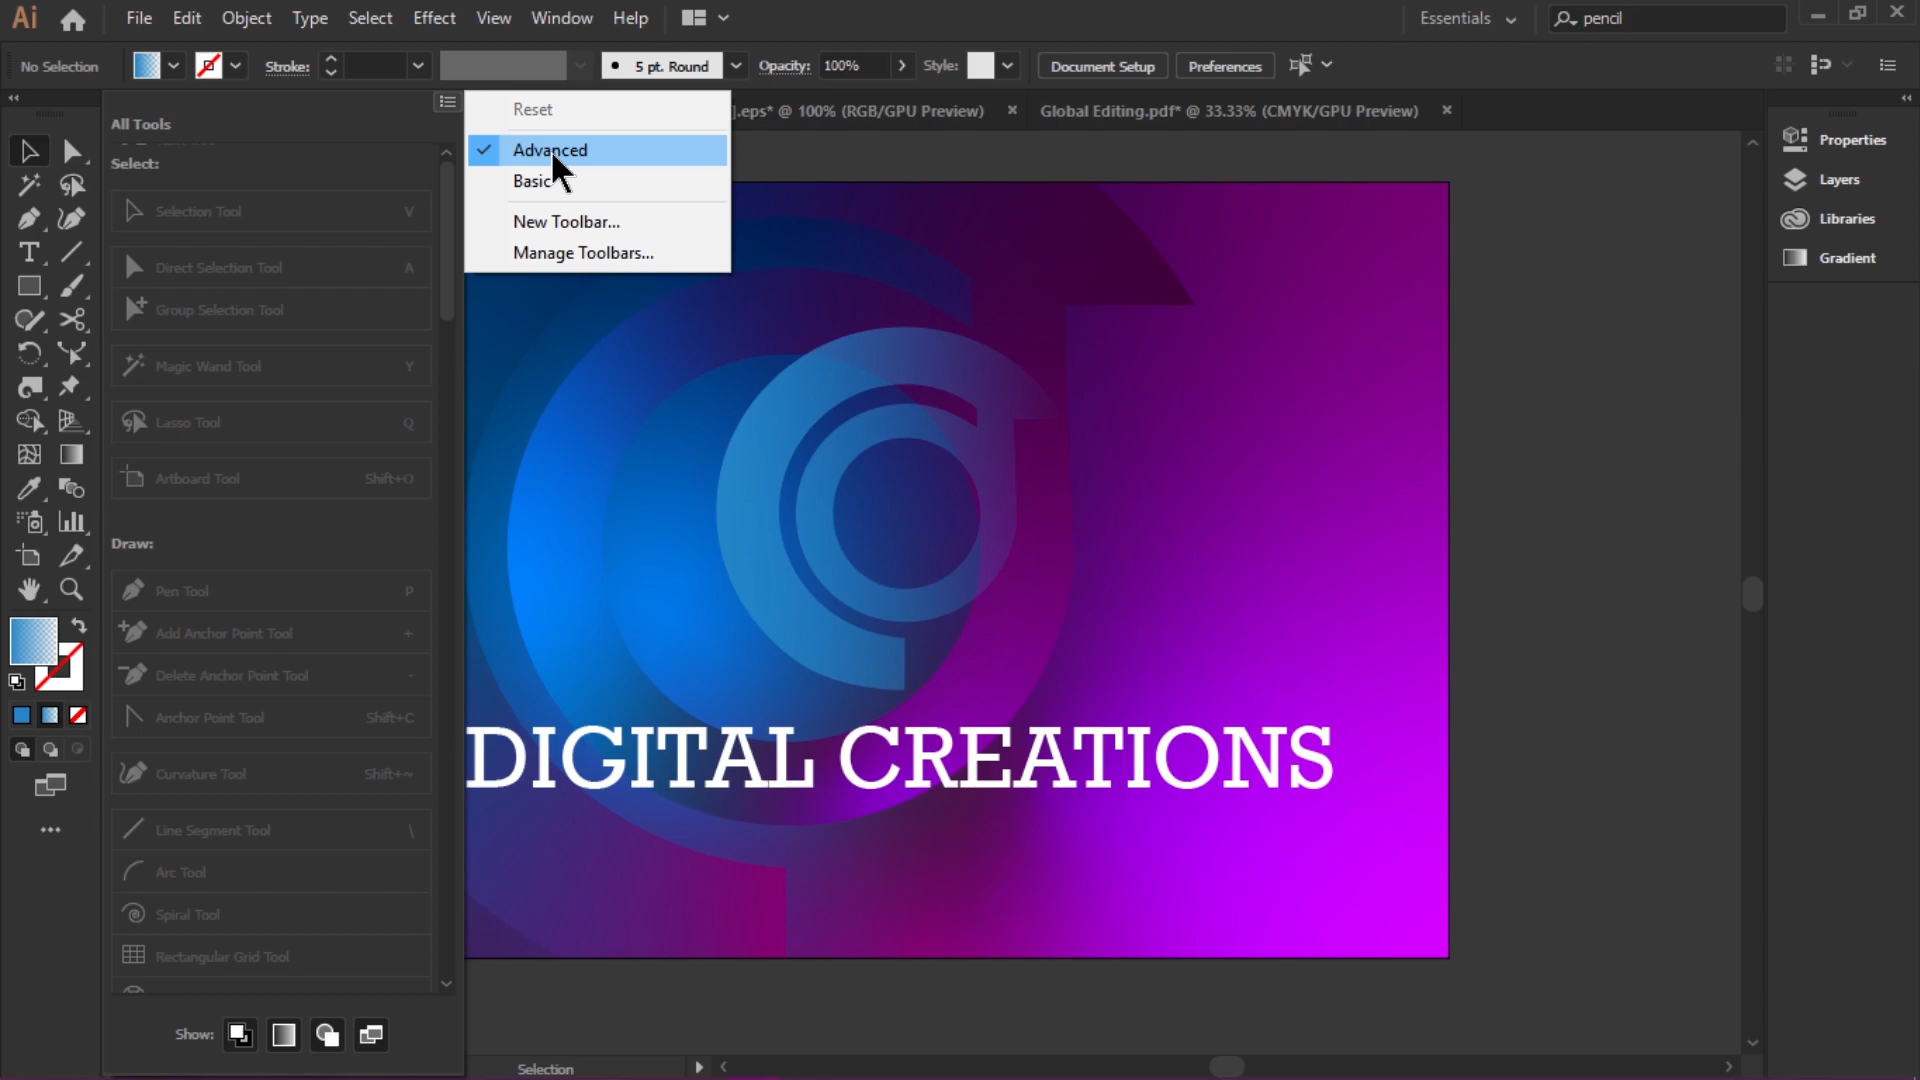 Ai
File Edit Object Type Select Effect View Window Help
Essentials
pencil
No Selection
Stroke:
5 pt. Round
Opacity: 100%
Style:
Document Setup
Preferences
].eps* @ 100% (RGB/GPU Preview)
Global Editing.pdf* @ 33.33% (CMYK/GPU Preview)
All Tools
Select:
Selection Tool V
Direct Selection Tool A
Group Selection Tool
Magic Wand Tool Y
Lasso Tool Q
Artboard Tool Shift+O
Draw:
Pen Tool P
Add Anchor Point Tool +
Delete Anchor Point Tool -
Anchor Point Tool Shift+C
Curvature Tool Shift+~
Line Segment Tool \
Arc Tool
Spiral Tool
Rectangular Grid Tool
Show:
Reset
Advanced
Basic
New Toolbar...
Manage Toolbars...
DIGITAL CREATIONS
Properties
Layers
Libraries
Gradient
Selection